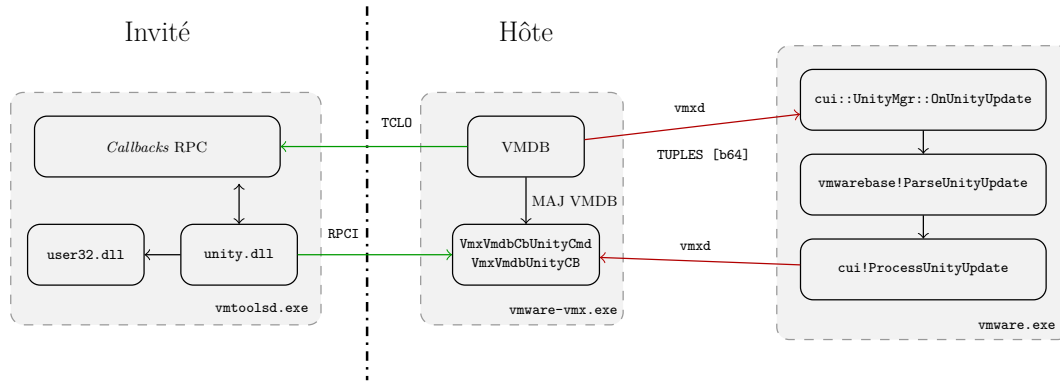 Invité
Hôte
cui::UnityMgr::OnUnityUpdate
vmxd
TCLO
Callbacks RPC
VMDB
TUPLES [b64]
vmwarebase!ParseUnityUpdate
MAJ VMDB
RPCI
user32.dll
unity.dll
VmxVmdbCbUnityCmd
VmxVmdbUnityCB
vmxd
cui!ProcessUnityUpdate
vmtoolsd.exe
vmware-vmx.exe
vmware.exe